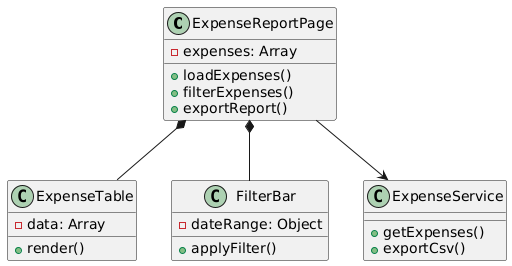 C ExpenseReportPage
expenses: Array
loadExpenses()
filterExpenses()
exportReport()
C ExpenseTable
data: Array
render()
C FilterBar
dateRange: Object
applyFilter()
C ExpenseService
getExpenses()
exportCsv()